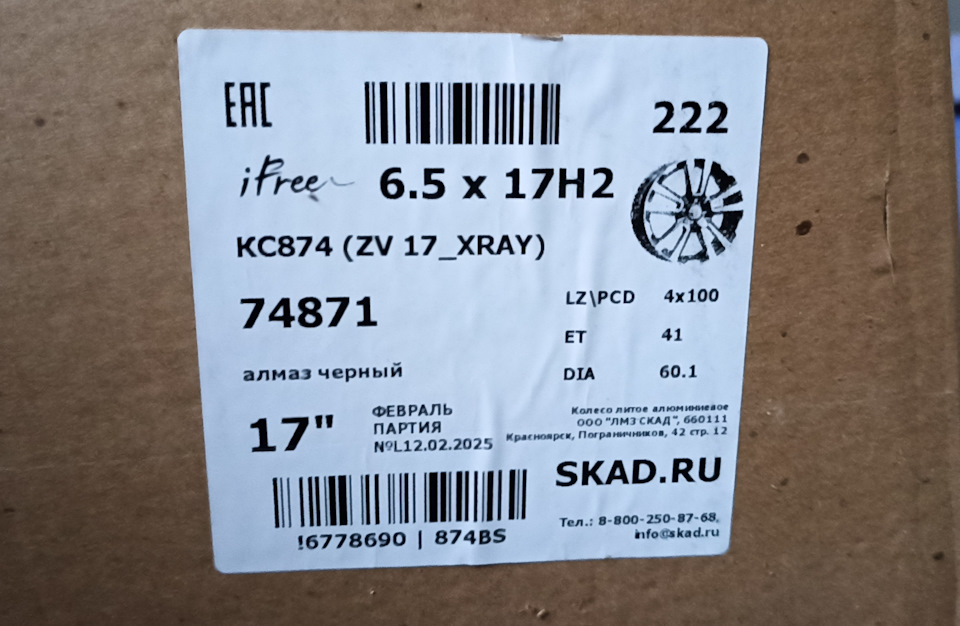 EAC
222
iFree 6.5 x 17H2
КС874 (ZV 17_XRAY)
74871
LZ\PCD 4x100
ET 41
DIA 60.1
алмаз черный
17"
ФЕВРАЛЬ
ПАРТИЯ
№L12.02.2025
Колесо литое алюминиевое
ООО "ЛМЗ СКАД", 660111
Красноярск, Пограничников, 42 стр. 12
SKAD.RU
!6778690 | 874BS
Тел.: 8-800-250-87-68,
info@skad.ru